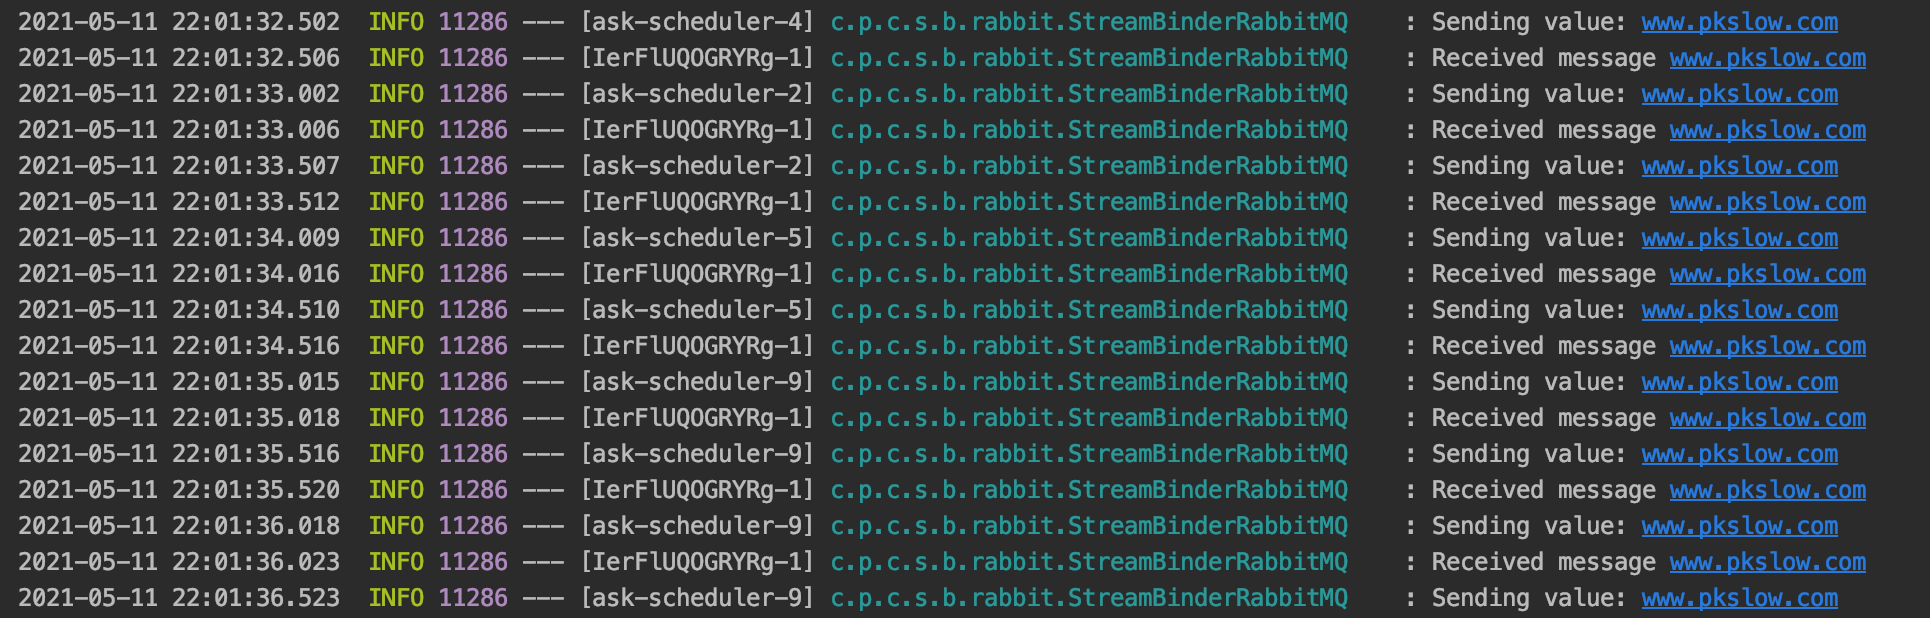 2021-05-11 22:01:32.502  INFO 11286 --- [ask-scheduler-4] c.p.c.s.b.rabbit.StreamBinderRabbitMQ    : Sending value: www.pkslow.com
2021-05-11 22:01:32.506  INFO 11286 --- [IerFlUQOGRYRg-1] c.p.c.s.b.rabbit.StreamBinderRabbitMQ    : Received message www.pkslow.com
2021-05-11 22:01:33.002  INFO 11286 --- [ask-scheduler-2] c.p.c.s.b.rabbit.StreamBinderRabbitMQ    : Sending value: www.pkslow.com
2021-05-11 22:01:33.006  INFO 11286 --- [IerFlUQOGRYRg-1] c.p.c.s.b.rabbit.StreamBinderRabbitMQ    : Received message www.pkslow.com
2021-05-11 22:01:33.507  INFO 11286 --- [ask-scheduler-2] c.p.c.s.b.rabbit.StreamBinderRabbitMQ    : Sending value: www.pkslow.com
2021-05-11 22:01:33.512  INFO 11286 --- [IerFlUQOGRYRg-1] c.p.c.s.b.rabbit.StreamBinderRabbitMQ    : Received message www.pkslow.com
2021-05-11 22:01:34.009  INFO 11286 --- [ask-scheduler-5] c.p.c.s.b.rabbit.StreamBinderRabbitMQ    : Sending value: www.pkslow.com
2021-05-11 22:01:34.016  INFO 11286 --- [IerFlUQOGRYRg-1] c.p.c.s.b.rabbit.StreamBinderRabbitMQ    : Received message www.pkslow.com
2021-05-11 22:01:34.510  INFO 11286 --- [ask-scheduler-5] c.p.c.s.b.rabbit.StreamBinderRabbitMQ    : Sending value: www.pkslow.com
2021-05-11 22:01:34.516  INFO 11286 --- [IerFlUQOGRYRg-1] c.p.c.s.b.rabbit.StreamBinderRabbitMQ    : Received message www.pkslow.com
2021-05-11 22:01:35.015  INFO 11286 --- [ask-scheduler-9] c.p.c.s.b.rabbit.StreamBinderRabbitMQ    : Sending value: www.pkslow.com
2021-05-11 22:01:35.018  INFO 11286 --- [IerFlUQOGRYRg-1] c.p.c.s.b.rabbit.StreamBinderRabbitMQ    : Received message www.pkslow.com
2021-05-11 22:01:35.516  INFO 11286 --- [ask-scheduler-9] c.p.c.s.b.rabbit.StreamBinderRabbitMQ    : Sending value: www.pkslow.com
2021-05-11 22:01:35.520  INFO 11286 --- [IerFlUQOGRYRg-1] c.p.c.s.b.rabbit.StreamBinderRabbitMQ    : Received message www.pkslow.com
2021-05-11 22:01:36.018  INFO 11286 --- [ask-scheduler-9] c.p.c.s.b.rabbit.StreamBinderRabbitMQ    : Sending value: www.pkslow.com
2021-05-11 22:01:36.023  INFO 11286 --- [IerFlUQOGRYRg-1] c.p.c.s.b.rabbit.StreamBinderRabbitMQ    : Received message www.pkslow.com
2021-05-11 22:01:36.523  INFO 11286 --- [ask-scheduler-9] c.p.c.s.b.rabbit.StreamBinderRabbitMQ    : Sending value: www.pkslow.com